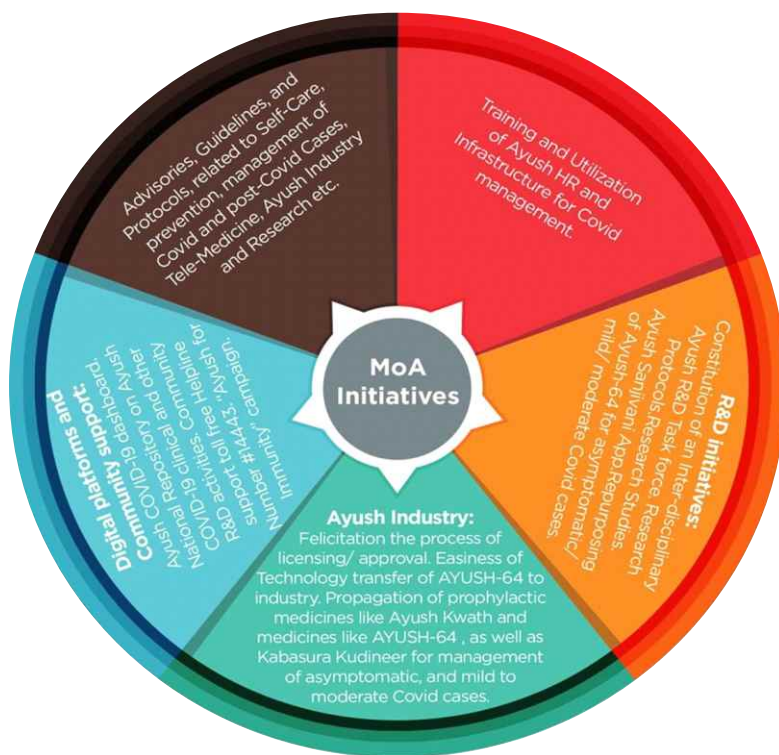 MoA
Initiatives
Advisories, Guidelines, and
Protocols, related to Self-Care,
prevention, management of
Covid and post-Covid Cases,
Tele-Medicine, Ayush Industry
and Research etc.
Training and Utilization
of Ayush HR and
Infrastructure for Covid
management.
R&D initiatives:
Constitution of an Inter-disciplinary
Ayush R&D Task force. Research
Protocols.Research Studies.
Ayush Sanjivani App.Repurposing
of Ayush-64 for asymptomatic/
mild/ moderate Covid cases.
Ayush Industry:
Felicitation the process of
licensing/ approval. Easiness of
Technology transfer of AYUSH-64 to
industry. Propagation of prophylactic
medicines like Ayush Kwath and
medicines like AYUSH-64 , as well as
Kabasura Kudineer for management
of asymptomatic, and mild to
moderate Covid cases.
Digital platforms and
Community support:
Ayush COVID-19 dashboard.
National Repository on Ayush
COVID-19 clinical and other
R&D activities. Community
support toll free Helpline
Number #14443, "Ayush for
Immunity" campaign.